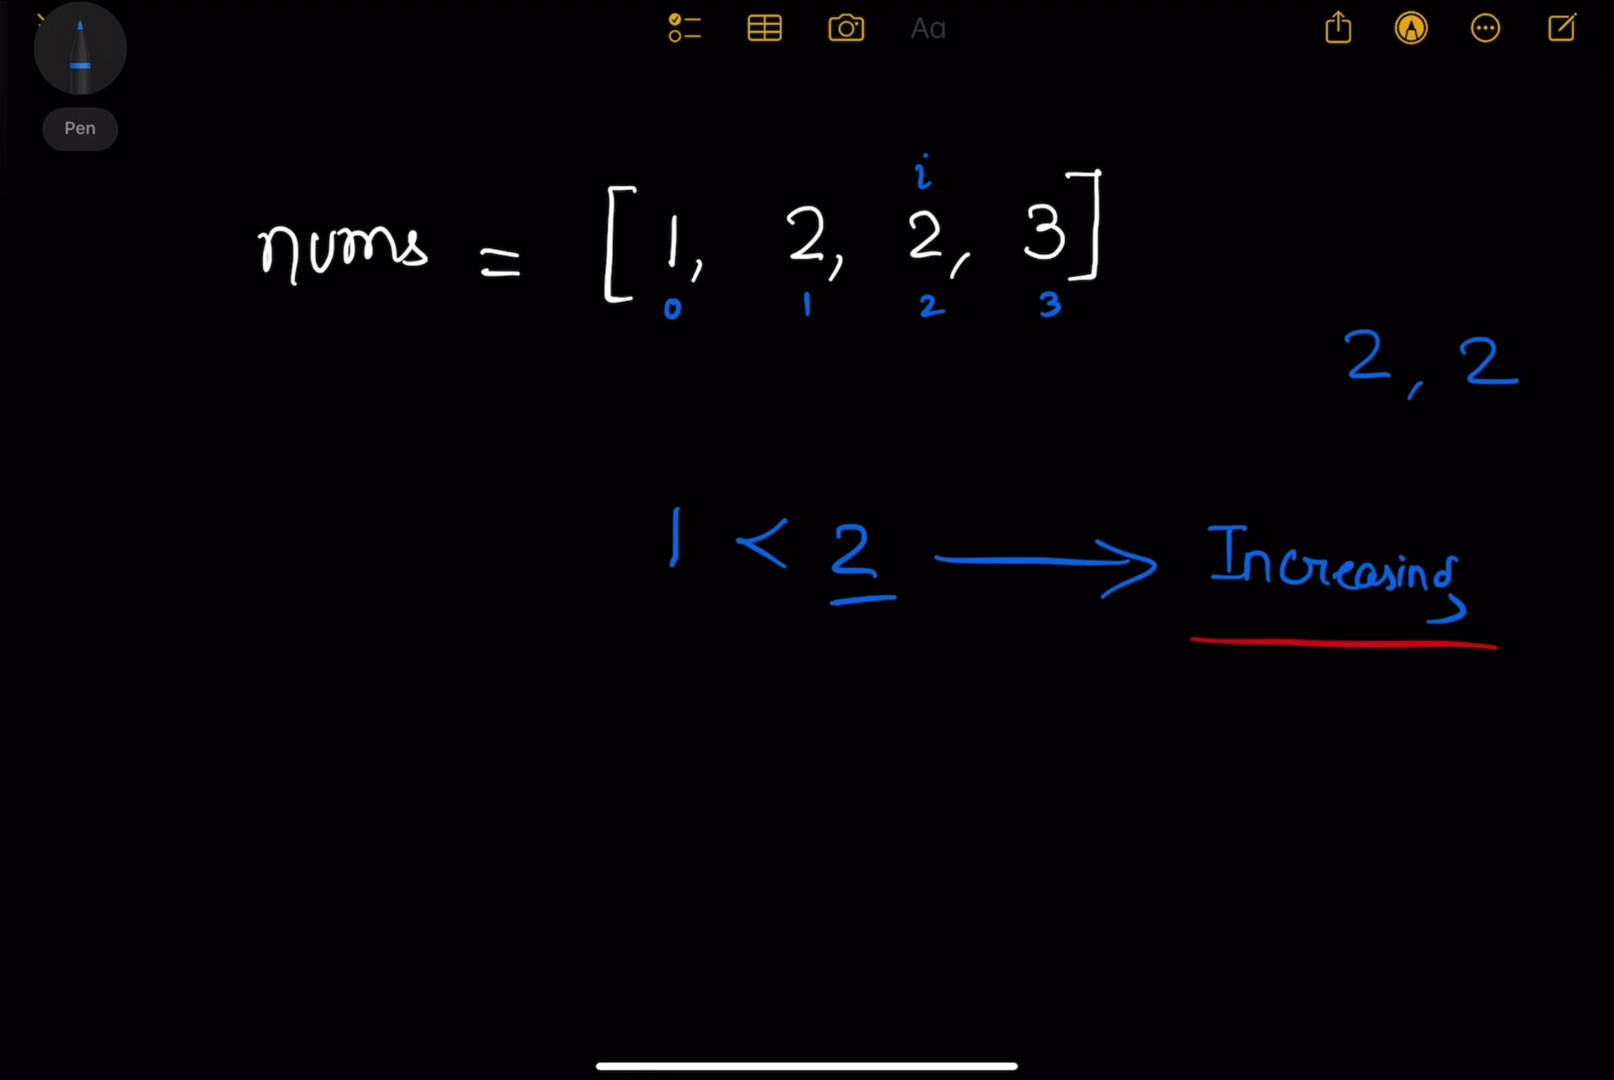 Aa
Pen
i
nums = [1, 2, 2, 3]
0 1 2 3
2, 2
1 < 2 → Increasing